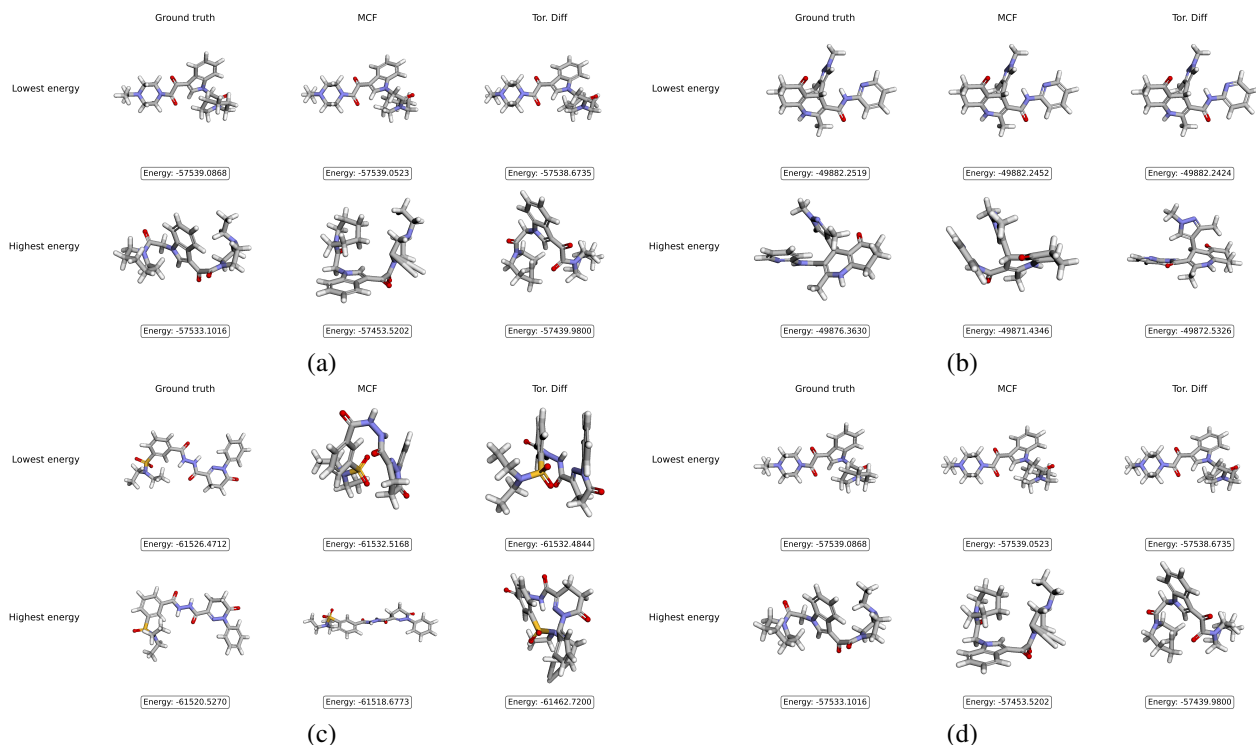 Ground truth MCF Tor. Diff
Lowest energy
Energy: -57539.0868 Energy: -57539.0523 Energy: -57538.6735
Highest energy
Energy: -57533.1016 Energy: -57453.5202 Energy: -57439.9800
(a)
Ground truth MCF Tor. Diff
Lowest energy
Energy: -49882.2519 Energy: -49882.2452 Energy: -49882.2424
Highest energy
Energy: -49876.3630 Energy: -49871.4346 Energy: -49872.5326
(b)
Ground truth MCF Tor. Diff
Lowest energy
Energy: -61526.4712 Energy: -61532.5168 Energy: -61532.4844
Highest energy
Energy: -61520.5270 Energy: -61518.6773 Energy: -61462.7200
(c)
Ground truth MCF Tor. Diff
Lowest energy
Energy: -57539.0868 Energy: -57539.0523 Energy: -57538.6735
Highest energy
Energy: -57533.1016 Energy: -57453.5202 Energy: -57439.9800
(d)